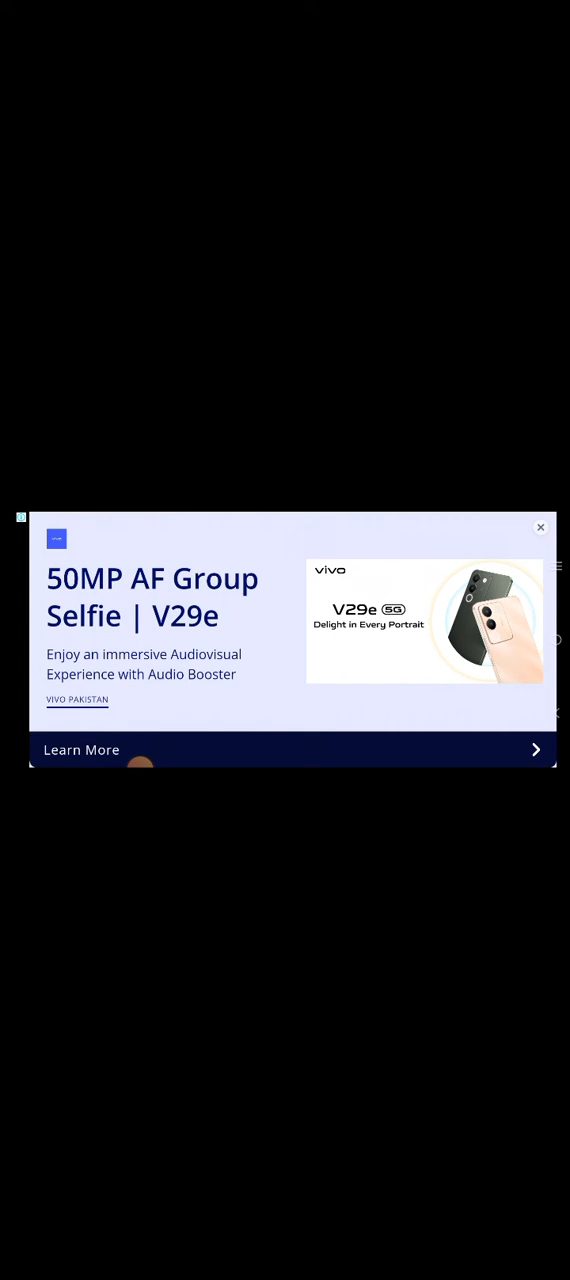 50MP AF Group
Selfie | V29e
Enjoy an immersive Audiovisual
Experience with Audio Booster
VIVO PAKISTAN
vivo
V29e 5G
Delight in Every Portrait
Learn More